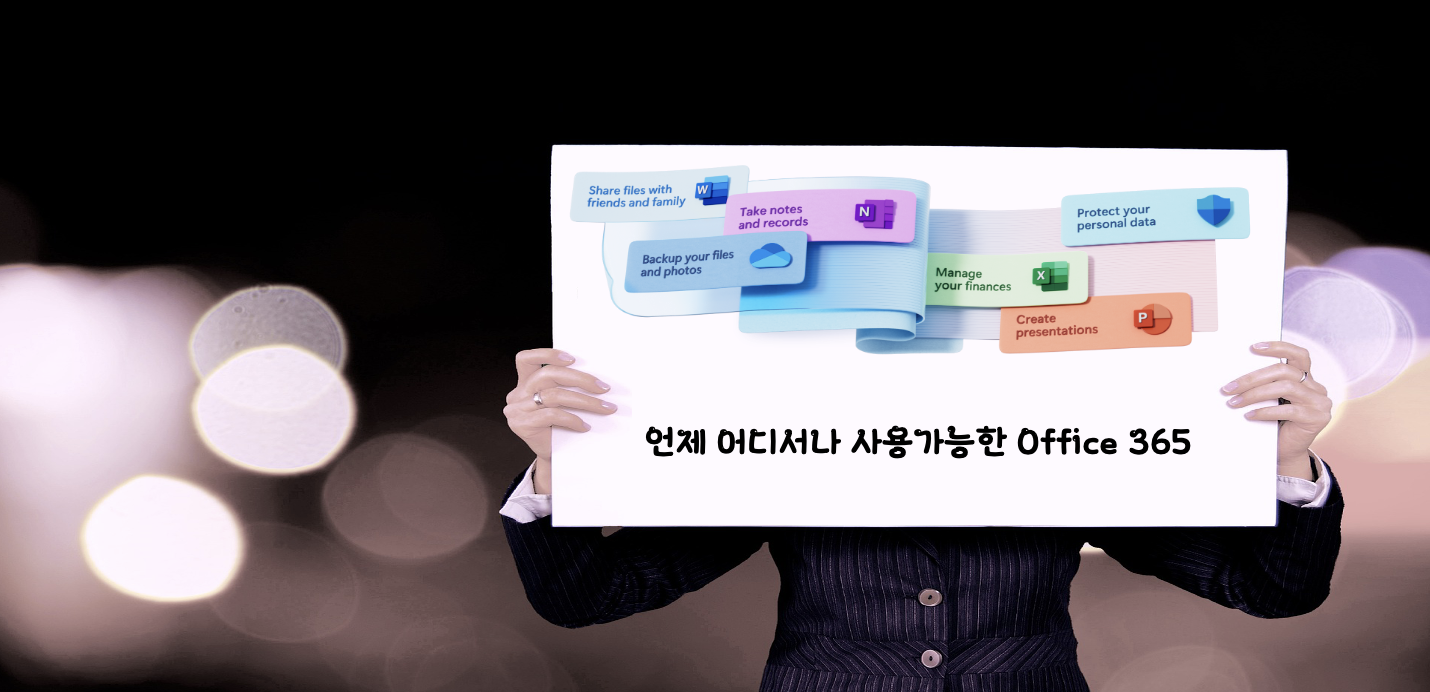 Share files with
friends and family
W
Take notes
and records
N
Backup your files
and photos
Protect your
personal data
Manage
your finances
X
Create
presentations
P
언제 어디서나 사용가능한 Office 365